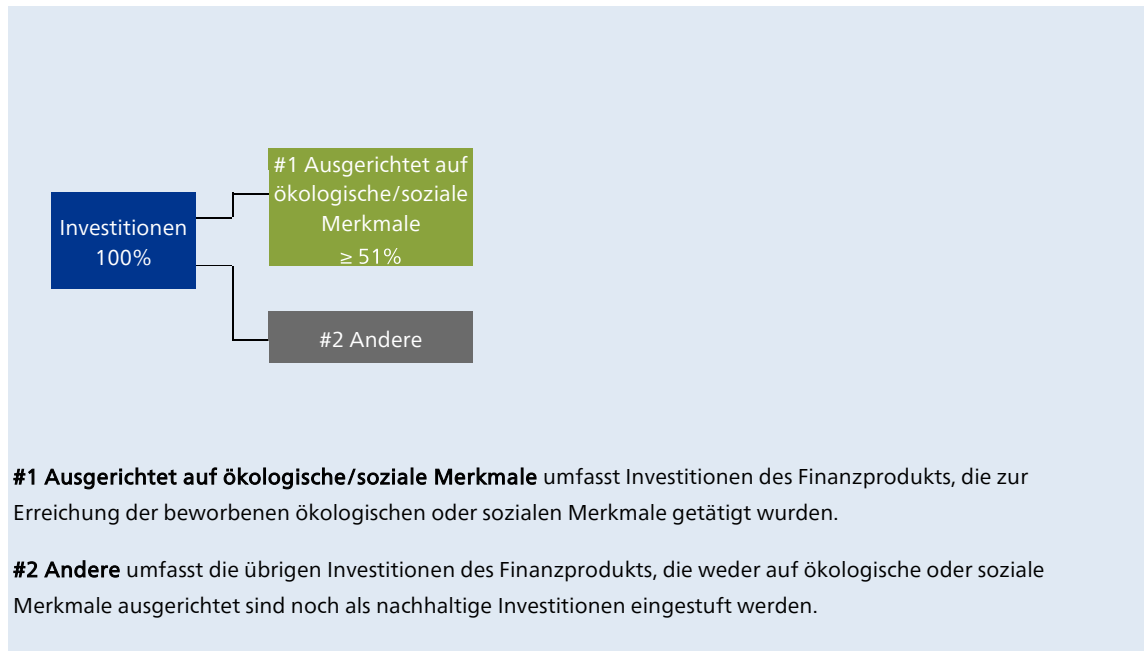 #1 Ausgerichtet auf
ökologische/soziale
Merkmale
≥ 51%
Investitionen
100%
#2 Andere
#1 Ausgerichtet auf ökologische/soziale Merkmale umfasst Investitionen des Finanzprodukts, die zur
Erreichung der beworbenen ökologischen oder sozialen Merkmale getätigt wurden.
#2 Andere umfasst die übrigen Investitionen des Finanzprodukts, die weder auf ökologische oder soziale
Merkmale ausgerichtet sind noch als nachhaltige Investitionen eingestuft werden.